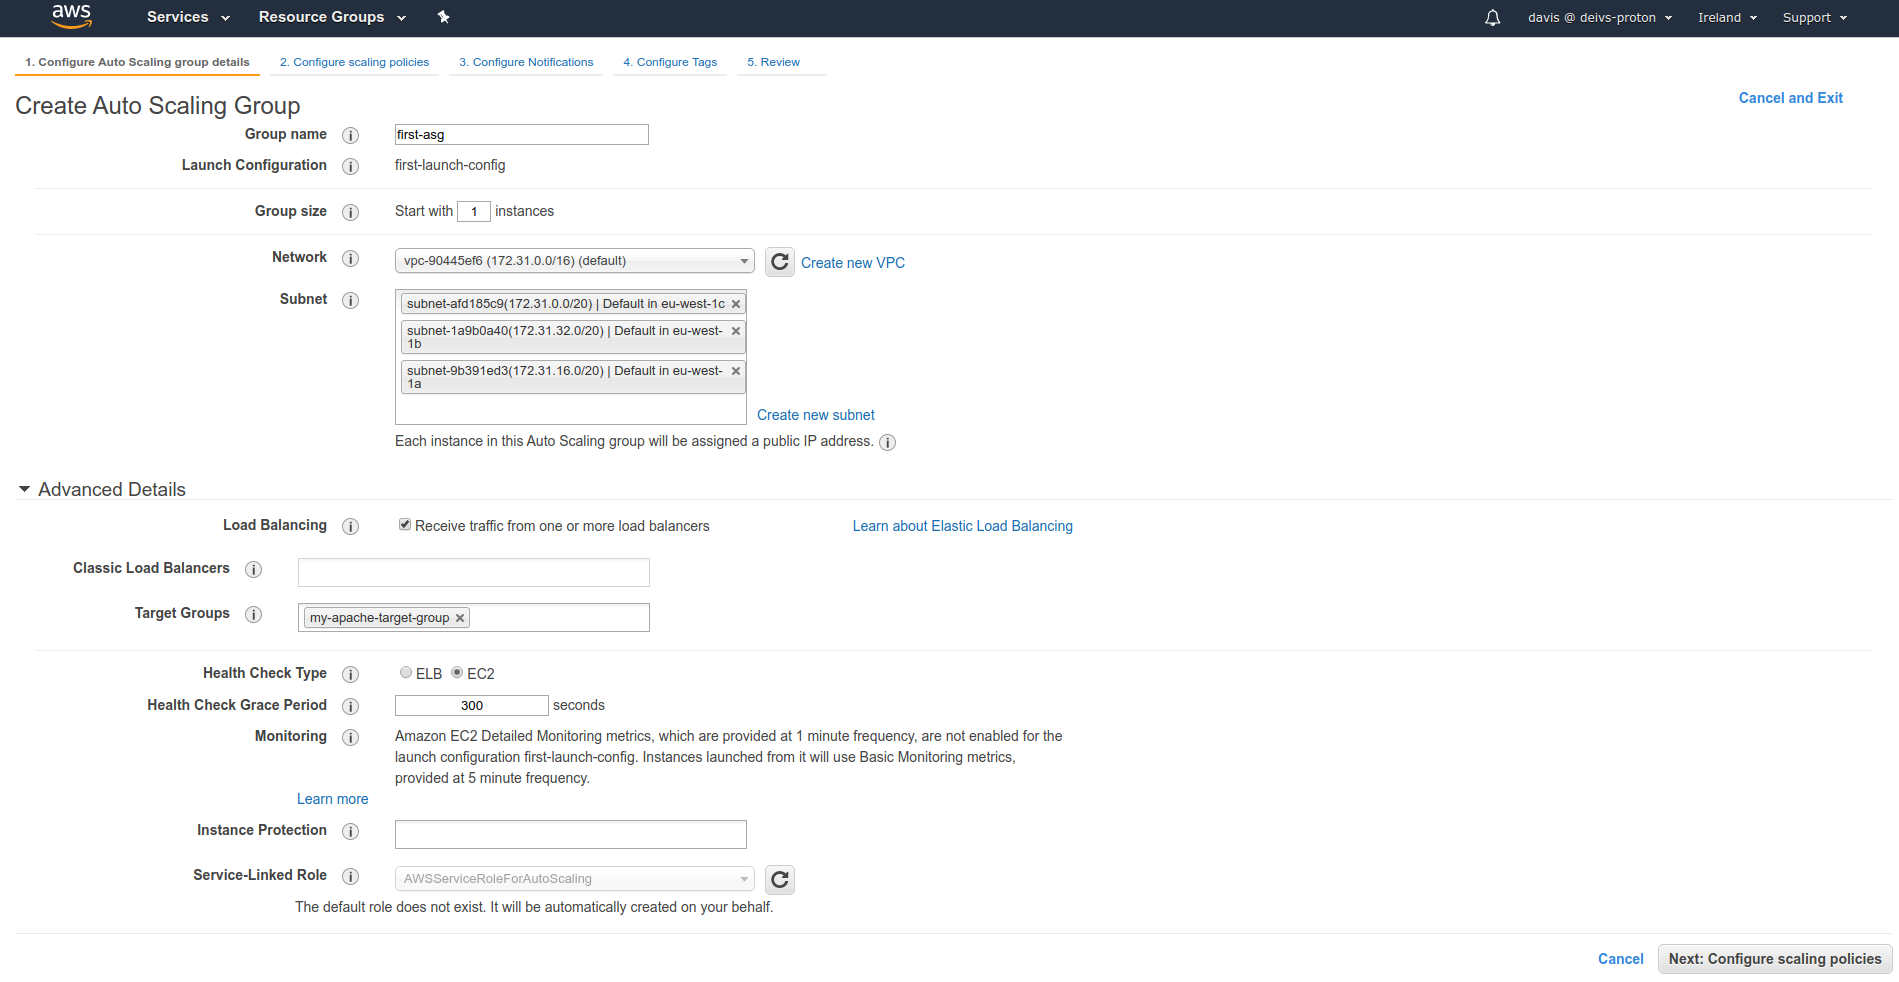 aws Services Resource Groups davis @ deivs-proton Ireland Support
1. Configure Auto Scaling group details 2. Configure scaling policies 3. Configure Notifications 4. Configure Tags 5. Review
Create Auto Scaling Group
Cancel and Exit
Group name first-asg
Launch Configuration first-launch-config
Group size Start with 1 instances
Network vpc-90445ef6 (172.31.0.0/16) (default) Create new VPC
Subnet subnet-afd185c9(172.31.0.0/20) | Default in eu-west-1c
subnet-1a9b0a40(172.31.32.0/20) | Default in eu-west-
1b
subnet-9b391ed3(172.31.16.0/20) | Default in eu-west-
1a
Create new subnet
Each instance in this Auto Scaling group will be assigned a public IP address.
Advanced Details
Load Balancing Receive traffic from one or more load balancers Learn about Elastic Load Balancing
Classic Load Balancers
Target Groups my-apache-target-group
Health Check Type ELB EC2
Health Check Grace Period 300 seconds
Monitoring Amazon EC2 Detailed Monitoring metrics, which are provided at 1 minute frequency, are not enabled for the
launch configuration first-launch-config. Instances launched from it will use Basic Monitoring metrics,
provided at 5 minute frequency.
Learn more
Instance Protection
Service-Linked Role AWSServiceRoleForAutoScaling
The default role does not exist. It will be automatically created on your behalf.
Cancel Next: Configure scaling policies